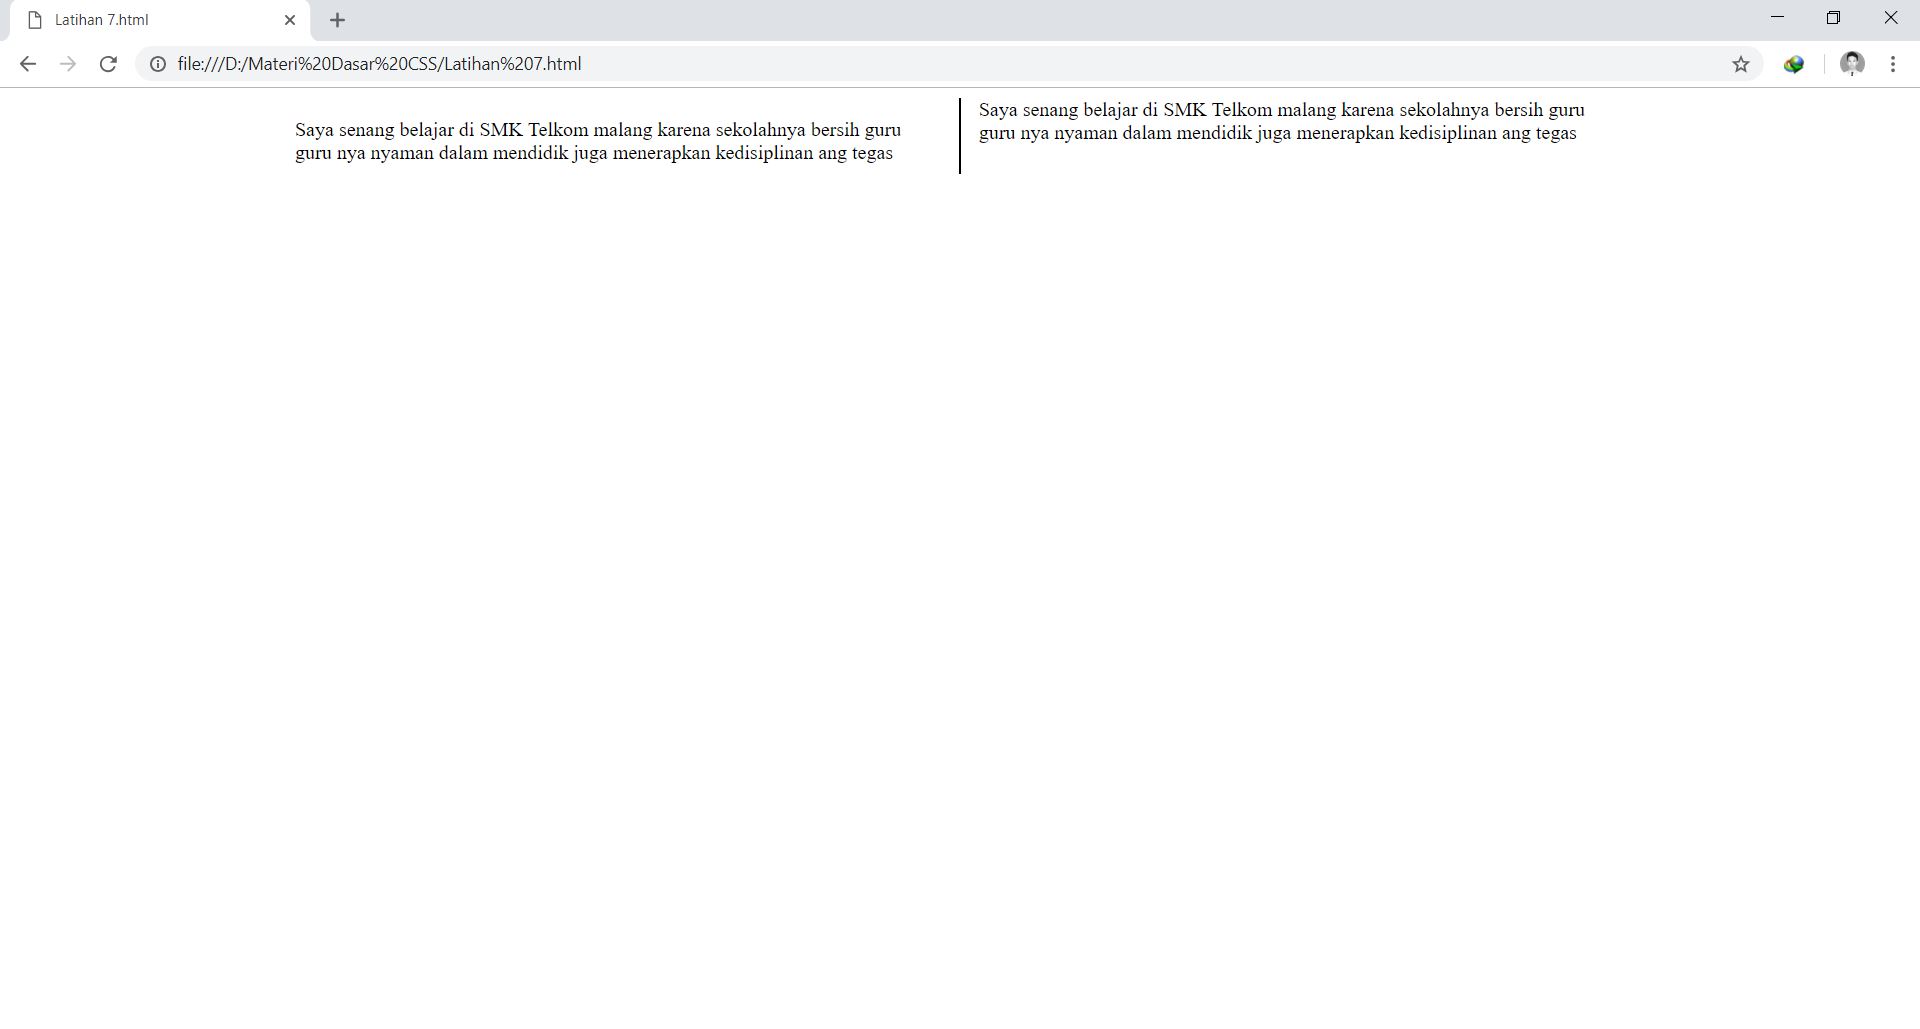 Latihan 7.html
file:///D:/Materi%20Dasar%20CSS/Latihan%207.html
Saya senang belajar di SMK Telkom malang karena sekolahnya bersih guru
guru nya nyaman dalam mendidik juga menerapkan kedisiplinan ang tegas
Saya senang belajar di SMK Telkom malang karena sekolahnya bersih guru
guru nya nyaman dalam mendidik juga menerapkan kedisiplinan ang tegas